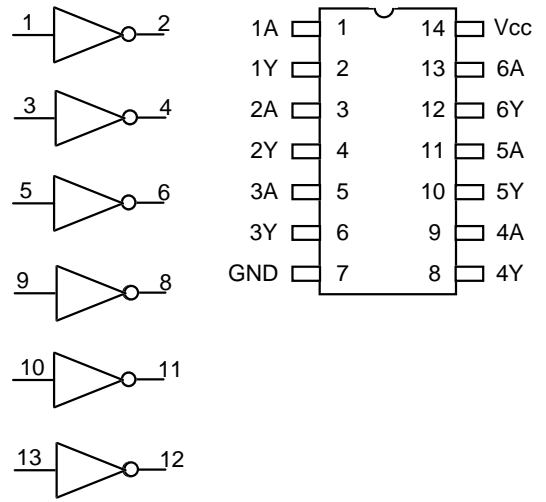 1 2
3 4
5 6
9 8
10 11
13 12
1A 1 14 Vcc
1Y 2 13 6A
2A 3 12 6Y
2Y 4 11 5A
3A 5 10 5Y
3Y 6 9 4A
GND 7 8 4Y